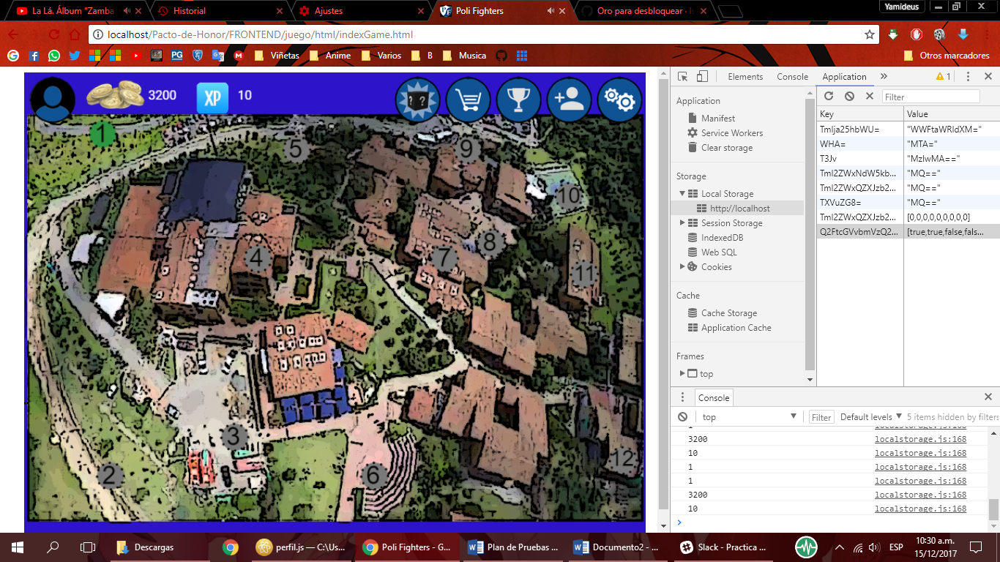 La Lá. Álbum "Zamba
Historial
Ajustes
Poli Fighters
Oro para desbloquear · Is
Yamideus
localhost/Pacto-de-Honor/FRONTEND/juego/html/indexGame.html
Viñetas
Anime
Varios
B
Musica
Otros marcadores
3200
XP
10
1
2
3
4
5
6
7
8
9
10
11
12
Elements
Console
Application
1
Application
Manifest
Service Workers
Clear storage
Storage
Local Storage
http://localhost
Session Storage
IndexedDB
Web SQL
Cookies
Cache
Cache Storage
Application Cache
Frames
top
Filter
Key Value
"MTA="
WHA=
T3Jv
"MzIwMA=="
"MQ=="
"MQ=="
TXVuZG8= "MQ=="
[0,0,0,0,0,0,0,0,0]
[true,true,false,fals...
Console
top
Filter
Default levels
5 items hidden by filters
1 localstorage.js:168
3200 localstorage.js:168
10 localstorage.js:168
1 localstorage.js:168
1 localstorage.js:168
3200 localstorage.js:168
10 localstorage.js:168
Descargas
perfil.js — C:\Us...
Poli Fighters - G...
Plan de Pruebas ...
Documento2 - ...
Slack - Practica ...
ESP
10:30 a.m.
15/12/2017